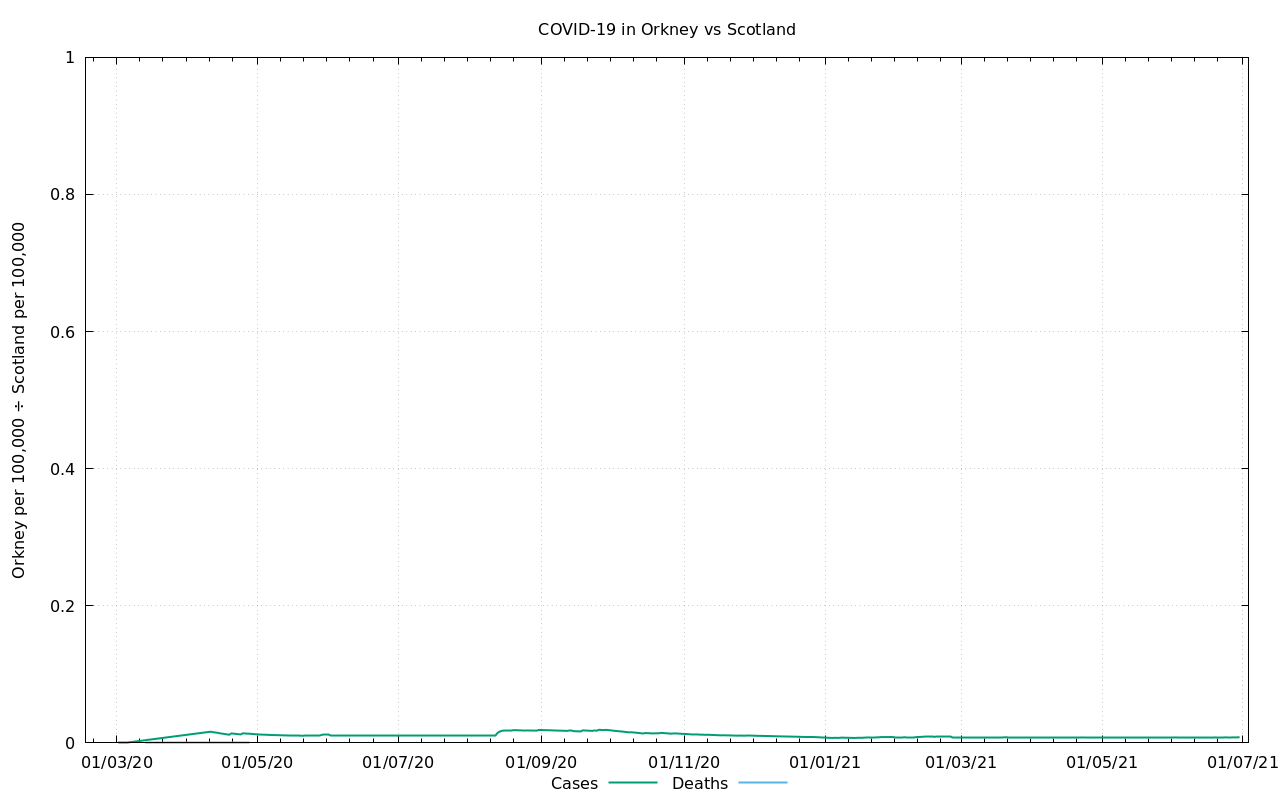 COVID-19 in Orkney vs Scotland
Orkney per 100,000 ÷ Scotland per 100,000
1
0.8
0.6
0.4
0.2
0
01/03/20 01/05/20 01/07/20 01/09/20 01/11/20 01/01/21 01/03/21 01/05/21 01/07/21
Cases Deaths